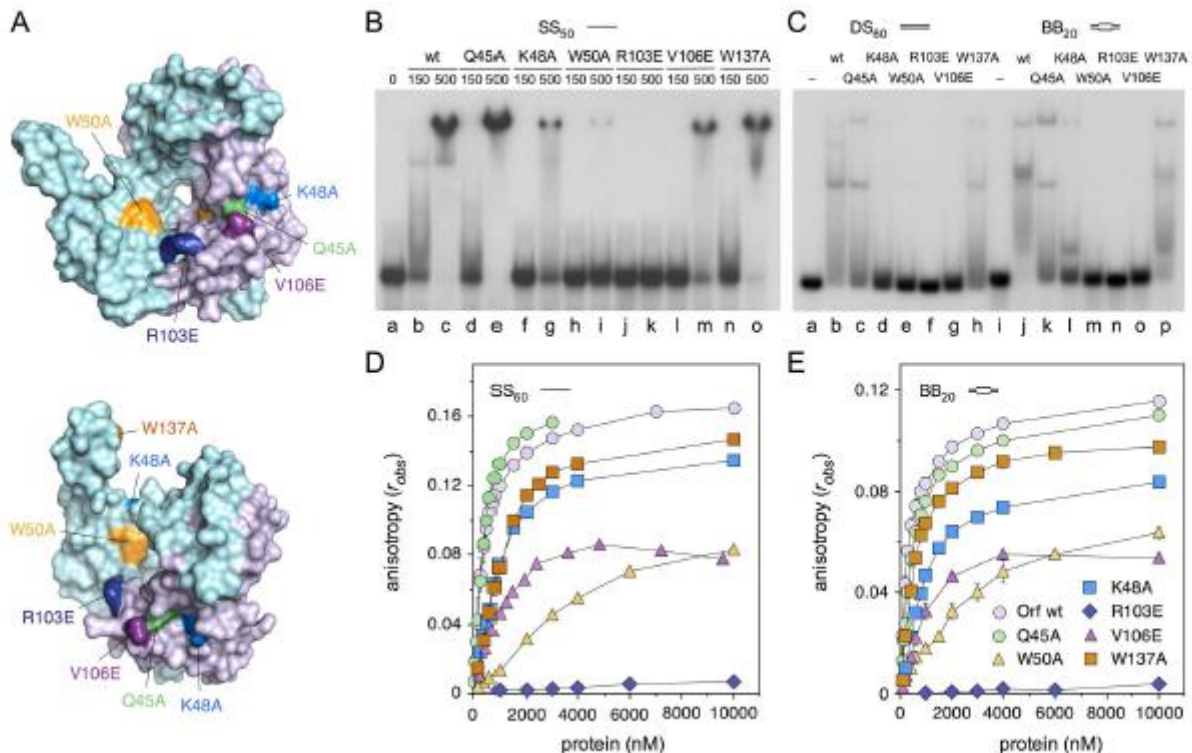 A
W50A
K48A
Q45A
V106E
R103E
W137A
K48A
W50A
R103E
V106E
Q45A
K48A
B
SS50
wt Q45A K48A W50A R103E V106E W137A
0 150 500 150 500 150 500 150 500 150 500 150 500 150 500
a b c d e f g h i j k l m n o
C
DS60 BB20
wt K48A R103E W137A wt K48A R103E W137A
– Q45A W50A V106E – Q45A W50A V106E
a b c d e f g h i j k l m n o p
D
SS60
anisotropy (robs)
0.16
0.12
0.08
0.04
0
0 2000 4000 6000 8000 10000
protein (nM)
E
BB20
anisotropy (robs)
0.12
0.08
0.04
0
0 2000 4000 6000 8000 10000
protein (nM)
Orf wt
Q45A
W50A
K48A
R103E
V106E
W137A